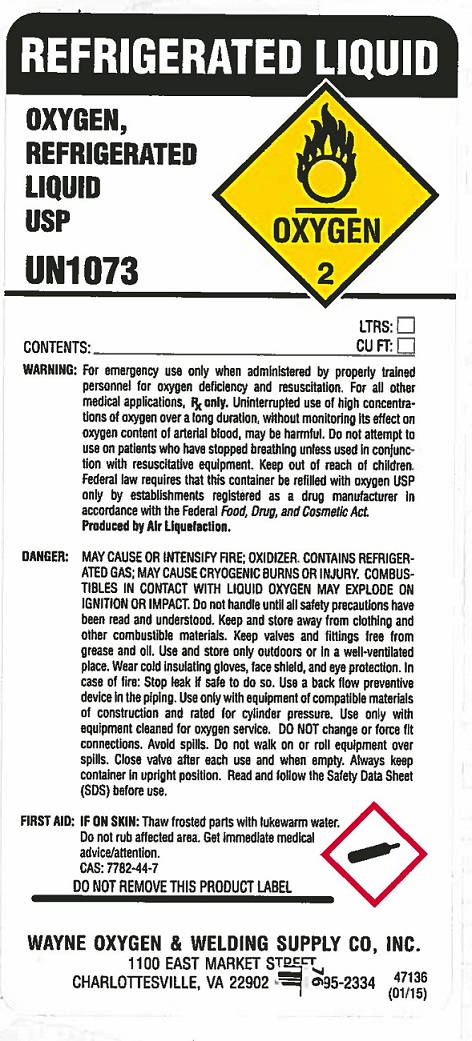 REFRIGERATED LIQUID
OXYGEN,
REFRIGERATED
LIQUID
USP
UN1073
OXYGEN
2
LTRS:
CONTENTS: CU FT:
WARNING: For emergency use only when administered by properly trained
personnel for oxygen deficiency and resuscitation. For all other
medical applications, ℞ only. Uninterrupted use of high concentra-
tions of oxygen over a long duration, without monitoring its effect on
oxygen content of arterial blood, may be harmful. Do not attempt to
use on patients who have stopped breathing unless used in conjunc-
tion with resuscitative equipment. Keep out of reach of children.
Federal law requires that this container be refilled with oxygen USP
only by establishments registered as a drug manufacturer in
accordance with the Federal Food, Drug, and Cosmetic Act.
Produced by Air Liquefaction.
DANGER: MAY CAUSE OR INTENSIFY FIRE; OXIDIZER. CONTAINS REFRIGER-
ATED GAS; MAY CAUSE CRYOGENIC BURNS OR INJURY. COMBUS-
TIBLES IN CONTACT WITH LIQUID OXYGEN MAY EXPLODE ON
IGNITION OR IMPACT. Do not handle until all safety precautions have
been read and understood. Keep and store away from clothing and
other combustible materials. Keep valves and fittings free from
grease and oil. Use and store only outdoors or in a well-ventilated
place. Wear cold insulating gloves, face shield, and eye protection. In
case of fire: Stop leak if safe to do so. Use a back flow preventive
device in the piping. Use only with equipment of compatible materials
of construction and rated for cylinder pressure. Use only with
equipment cleaned for oxygen service. DO NOT change or force fit
connections. Avoid spills. Do not walk on or roll equipment over
spills. Close valve after each use and when empty. Always keep
container in upright position. Read and follow the Safety Data Sheet
(SDS) before use.
FIRST AID: IF ON SKIN: Thaw frosted parts with lukewarm water.
Do not rub affected area. Get immediate medical
advice/attention.
CAS: 7782-44-7
DO NOT REMOVE THIS PRODUCT LABEL
WAYNE OXYGEN & WELDING SUPPLY CO, INC.
1100 EAST MARKET STREET
CHARLOTTESVILLE, VA 22902 95-2334
47136
(01/15)